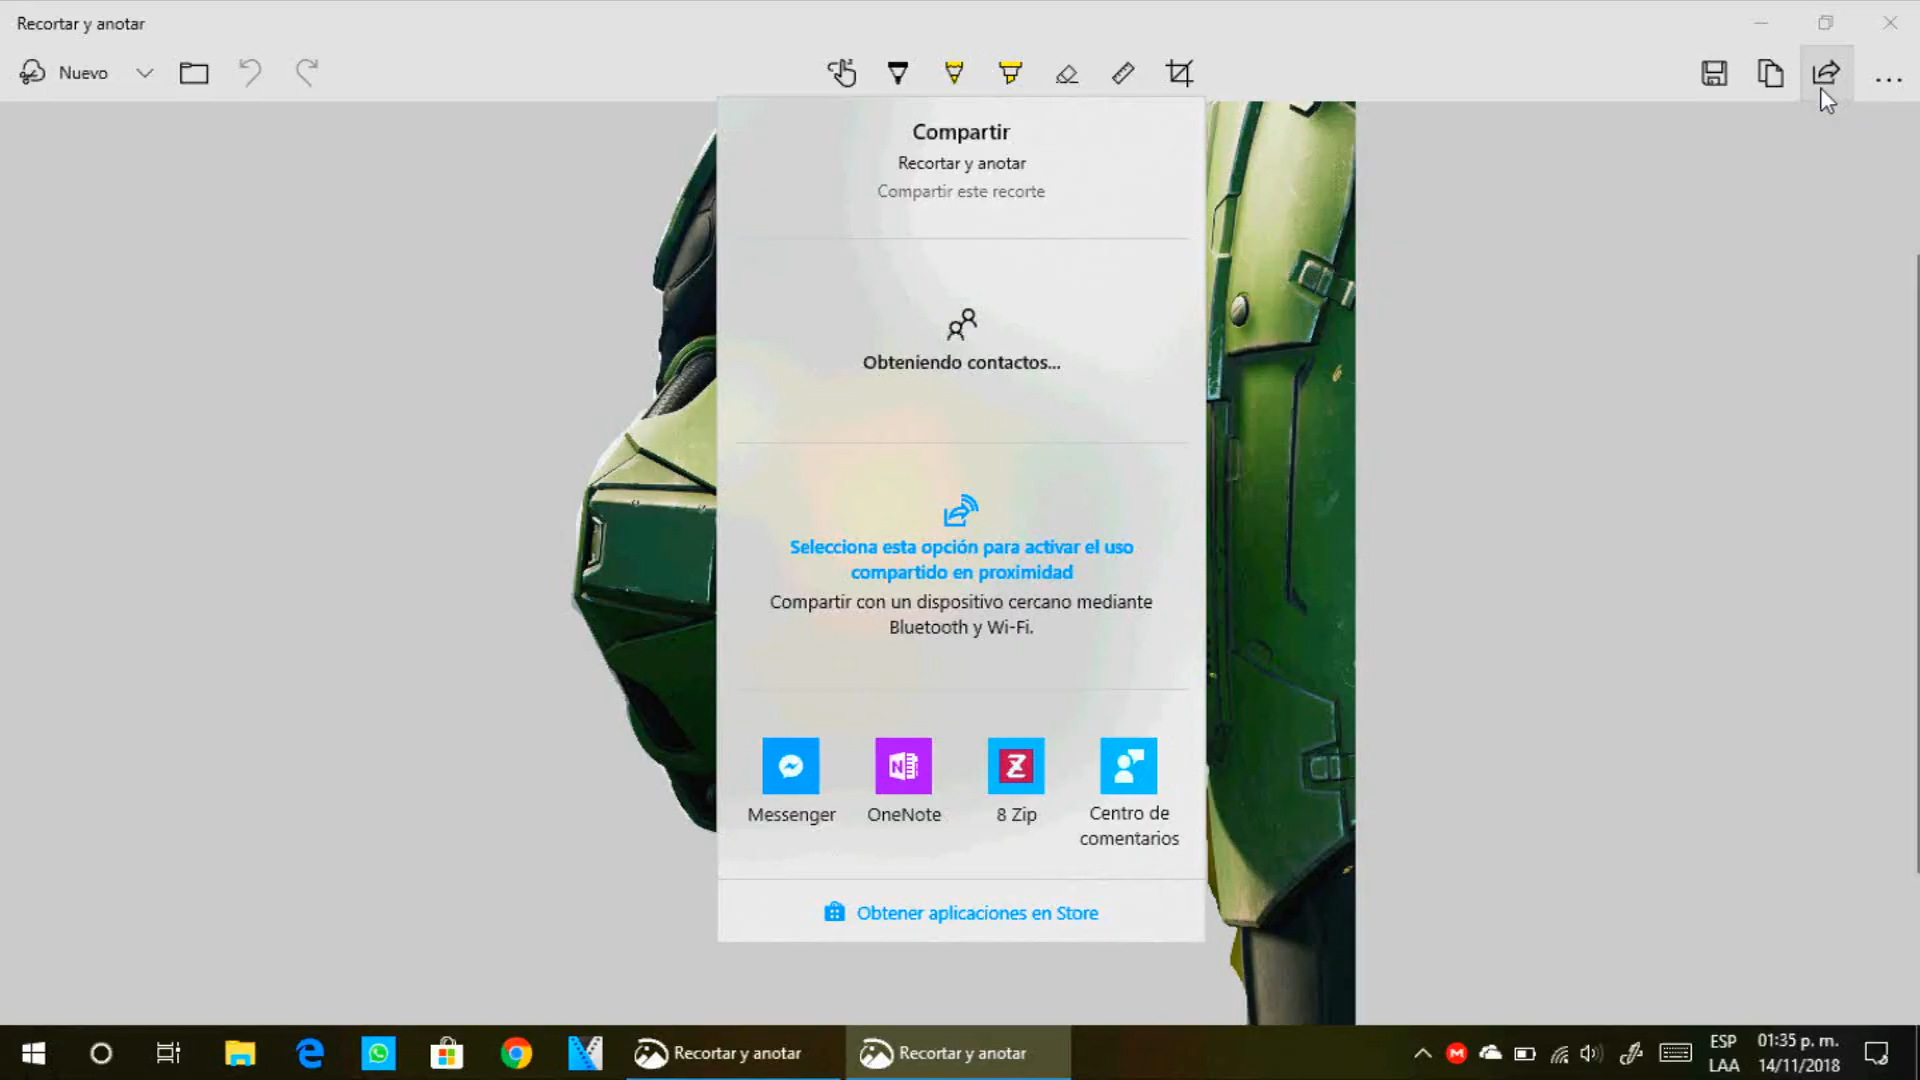 Recortar y anotar
Nuevo
Compartir
Recortar y anotar
Compartir este recorte
Obteniendo contactos...
Selecciona esta opción para activar el uso
compartido en proximidad
Compartir con un dispositivo cercano mediante
Bluetooth y Wi-Fi.
Messenger
OneNote
8 Zip
Centro de
comentarios
Obtener aplicaciones en Store
Recortar y anotar
Recortar y anotar
ESP
LAA
01:35 p. m.
14/11/2018